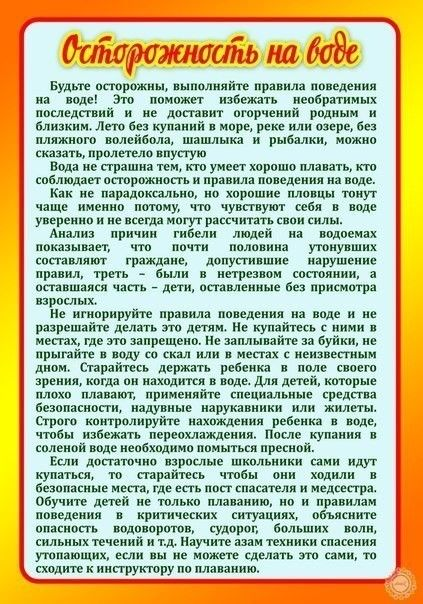 Осторожность на воде
Будьте осторожны, выполняйте правила поведения
на воде! Это поможет избежать необратимых
последствий и не доставит огорчений родным и
близким. Лето без купаний в море, реке или озере, без
пляжного волейбола, шашлыка и рыбалки, можно
сказать, пролетело впустую
Вода не страшна тем, кто умеет хорошо плавать, кто
соблюдает осторожность и правила поведения на воде.
Как не парадоксально, но хорошие пловцы тонут
чаще именно потому, что чувствуют себя в воде
уверенно и не всегда могут рассчитать свои силы.
Анализ причин гибели людей на водоемах
показывает, что почти половина утонувших
составляют граждане, допустившие нарушение
правил, треть – были в нетрезвом состоянии, а
оставшаяся часть – дети, оставленные без присмотра
взрослых.
Не игнорируйте правила поведения на воде и не
разрешайте делать это детям. Не купайтесь с ними в
местах, где это запрещено. Не заплывайте за буйки, не
прыгайте в воду со скал или в местах с неизвестным
дном. Старайтесь держать ребенка в поле своего
зрения, когда он находится в воде. Для детей, которые
плохо плавают, применяйте специальные средства
безопасности, надувные нарукавники или жилеты.
Строго контролируйте нахождения ребенка в воде,
чтобы избежать переохлаждения. После купания в
соленой воде необходимо помыться пресной.
Если достаточно взрослые школьники сами идут
купаться, то старайтесь чтобы они ходили в
безопасные места, где есть пост спасателя и медсестра.
Обучите детей не только плаванию, но и правилам
поведения в критических ситуациях, объясните
опасность водоворотов, судорог, больших волн,
сильных течений и т.д. Научите азам техники спасения
утопающих, если вы не можете сделать это сами, то
сходите к инструктору по плаванию.